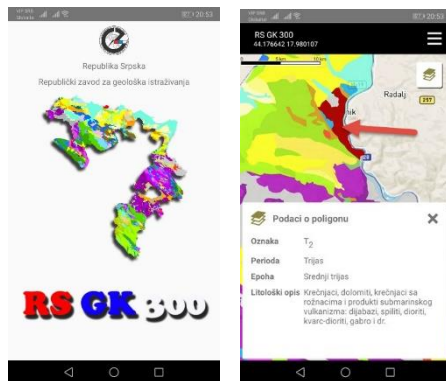 20:53
Republika Srpska
Republički zavod za geološka istraživanja
RS GK 300
20:53
RS GK 300
44.176642 17.980107
5km
10km
Radalj
257
Podaci o poligonu
Oznaka T2
Perioda Trijas
Epoha Srednji trijas
Litološki opis Krečnjaci, dolomiti, krečnjaci sa
rožnacima i produkti submarinskog
vulkanizma: dijabazi, spiliti, dioriti,
kvarc-dioriti, gabro i dr.